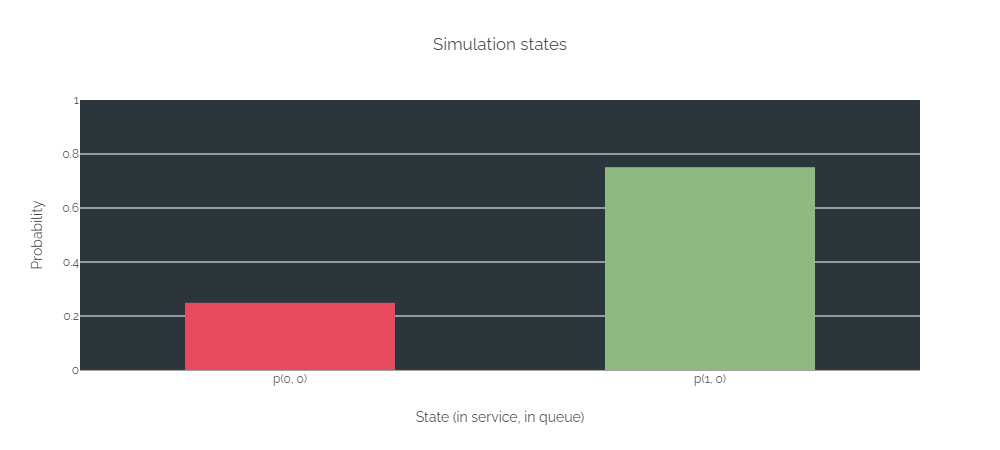 Simulation states
1
0.8
0.6
0.4
0.2
0
Probability
p(0, 0)
p(1, 0)
State (in service, in queue)